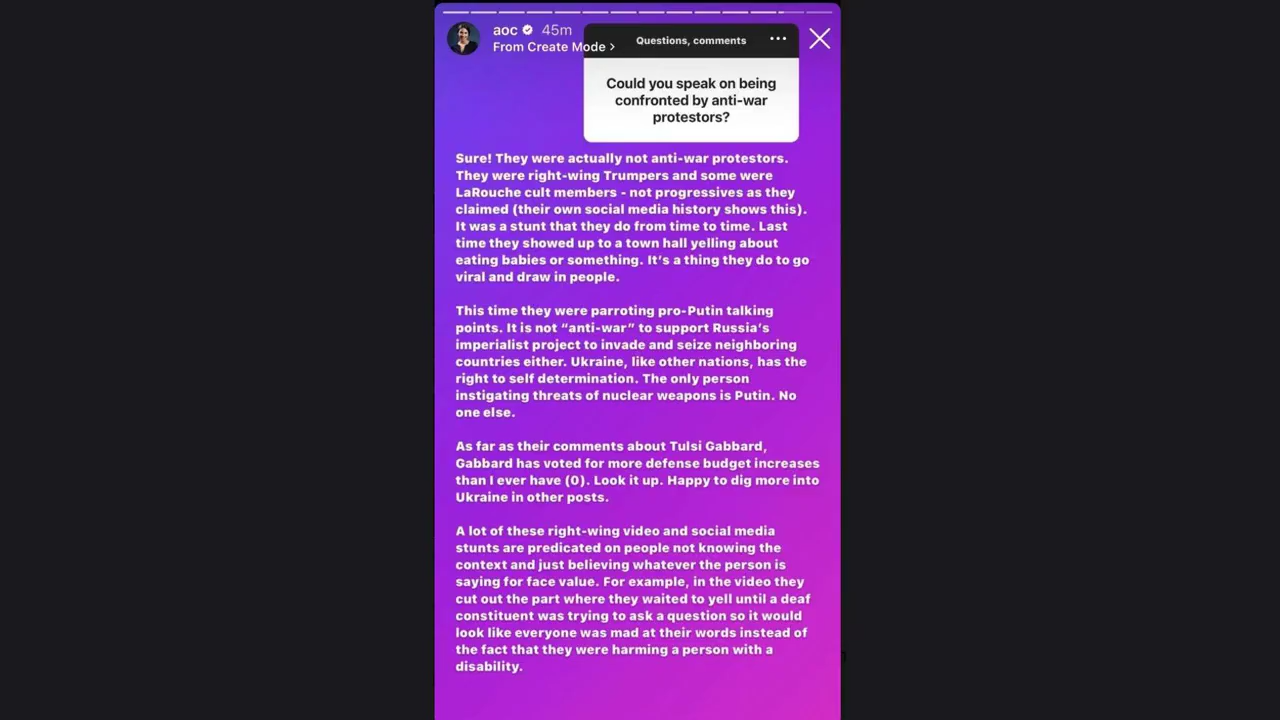 aoc 45m
From Create Mode >
Questions, comments
Could you speak on being
confronted by anti-war
protestors?
Sure! They were actually not anti-war protestors.
They were right-wing Trumpers and some were
LaRouche cult members - not progressives as they
claimed (their own social media history shows this).
It was a stunt that they do from time to time. Last
time they showed up to a town hall yelling about
eating babies or something. It's a thing they do to go
viral and draw in people.
This time they were parroting pro-Putin talking
points. It is not “anti-war” to support Russia's
imperialist project to invade and seize neighboring
countries either. Ukraine, like other nations, has the
right to self determination. The only person
instigating threats of nuclear weapons is Putin. No
one else.
As far as their comments about Tulsi Gabbard,
Gabbard has voted for more defense budget increases
than I ever have (0). Look it up. Happy to dig more into
Ukraine in other posts.
A lot of these right-wing video and social media
stunts are predicated on people not knowing the
context and just believing whatever the person is
saying for face value. For example, in the video they
cut out the part where they waited to yell until a deaf
constituent was trying to ask a question so it would
look like everyone was mad at their words instead of
the fact that they were harming a person with a
disability.